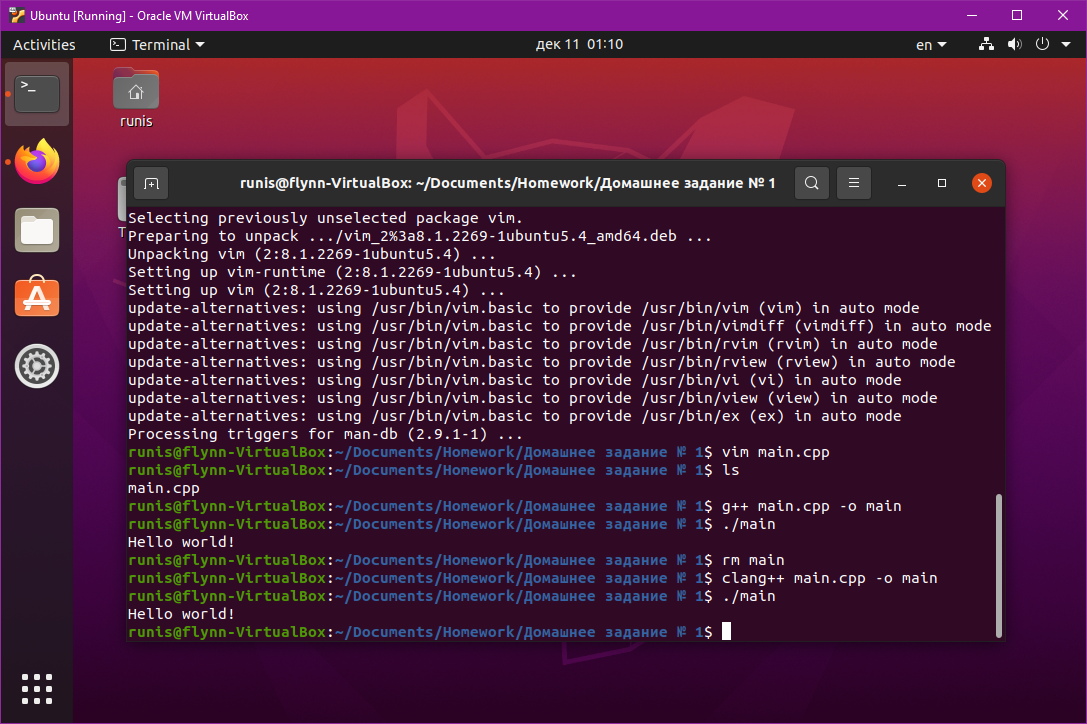 Ubuntu [Running] - Oracle VM VirtualBox
Activities Terminal дек 11 01:10 en
runis
runis@flynn-VirtualBox: ~/Documents/Homework/Домашнее задание № 1
Selecting previously unselected package vim.
Preparing to unpack .../vim_2%3a8.1.2269-1ubuntu5.4_amd64.deb ...
Unpacking vim (2:8.1.2269-1ubuntu5.4) ...
Setting up vim-runtime (2:8.1.2269-1ubuntu5.4) ...
Setting up vim (2:8.1.2269-1ubuntu5.4) ...
update-alternatives: using /usr/bin/vim.basic to provide /usr/bin/vim (vim) in auto mode
update-alternatives: using /usr/bin/vim.basic to provide /usr/bin/vimdiff (vimdiff) in auto mode
update-alternatives: using /usr/bin/vim.basic to provide /usr/bin/rvim (rvim) in auto mode
update-alternatives: using /usr/bin/vim.basic to provide /usr/bin/rview (rview) in auto mode
update-alternatives: using /usr/bin/vim.basic to provide /usr/bin/vi (vi) in auto mode
update-alternatives: using /usr/bin/vim.basic to provide /usr/bin/view (view) in auto mode
update-alternatives: using /usr/bin/vim.basic to provide /usr/bin/ex (ex) in auto mode
Processing triggers for man-db (2.9.1-1) ...
runis@flynn-VirtualBox:~/Documents/Homework/Домашнее задание № 1$ vim main.cpp
runis@flynn-VirtualBox:~/Documents/Homework/Домашнее задание № 1$ ls
main.cpp
runis@flynn-VirtualBox:~/Documents/Homework/Домашнее задание № 1$ g++ main.cpp -o main
runis@flynn-VirtualBox:~/Documents/Homework/Домашнее задание № 1$ ./main
Hello world!
runis@flynn-VirtualBox:~/Documents/Homework/Домашнее задание № 1$ rm main
runis@flynn-VirtualBox:~/Documents/Homework/Домашнее задание № 1$ clang++ main.cpp -o main
runis@flynn-VirtualBox:~/Documents/Homework/Домашнее задание № 1$ ./main
Hello world!
runis@flynn-VirtualBox:~/Documents/Homework/Домашнее задание № 1$